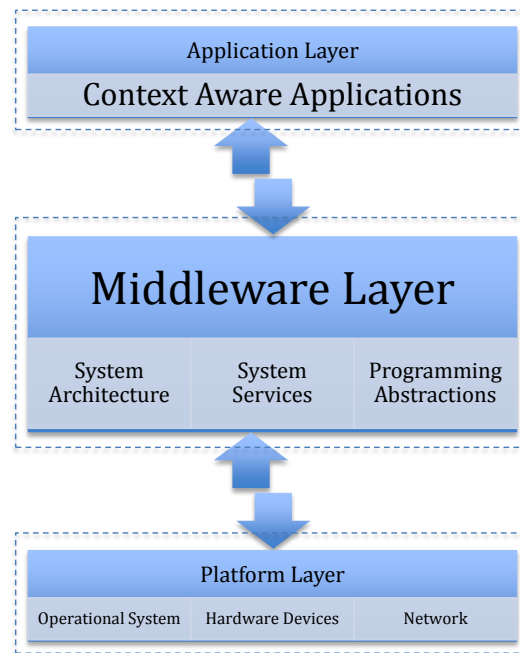 Application Layer
Context Aware Applications
Middleware Layer
System
Architecture
System
Services
Programming
Abstractions
Platform Layer
Operational System
Hardware Devices
Network